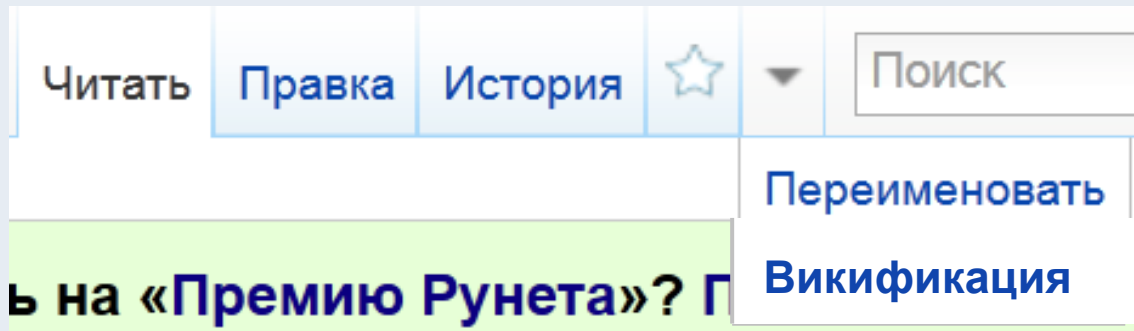 Читать Правка История Поиск
Переименовать
ь на «Премию Рунета»? П
Викификация